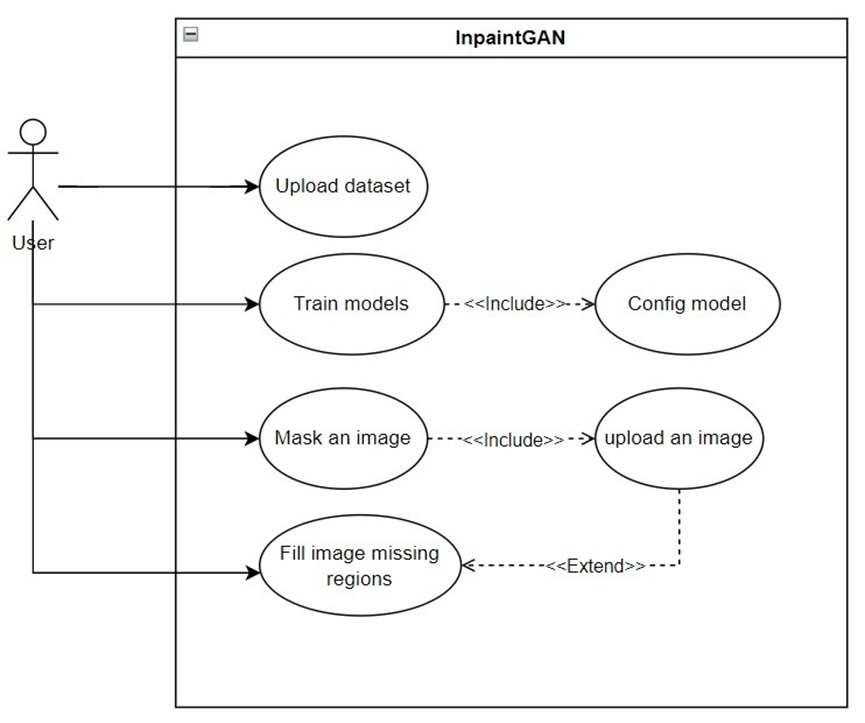 InpaintGAN
User
Upload dataset
Train models
<<Include>>
Config model
Mask an image
<<Include>>
upload an image
Fill image missing
regions
<<Extend>>